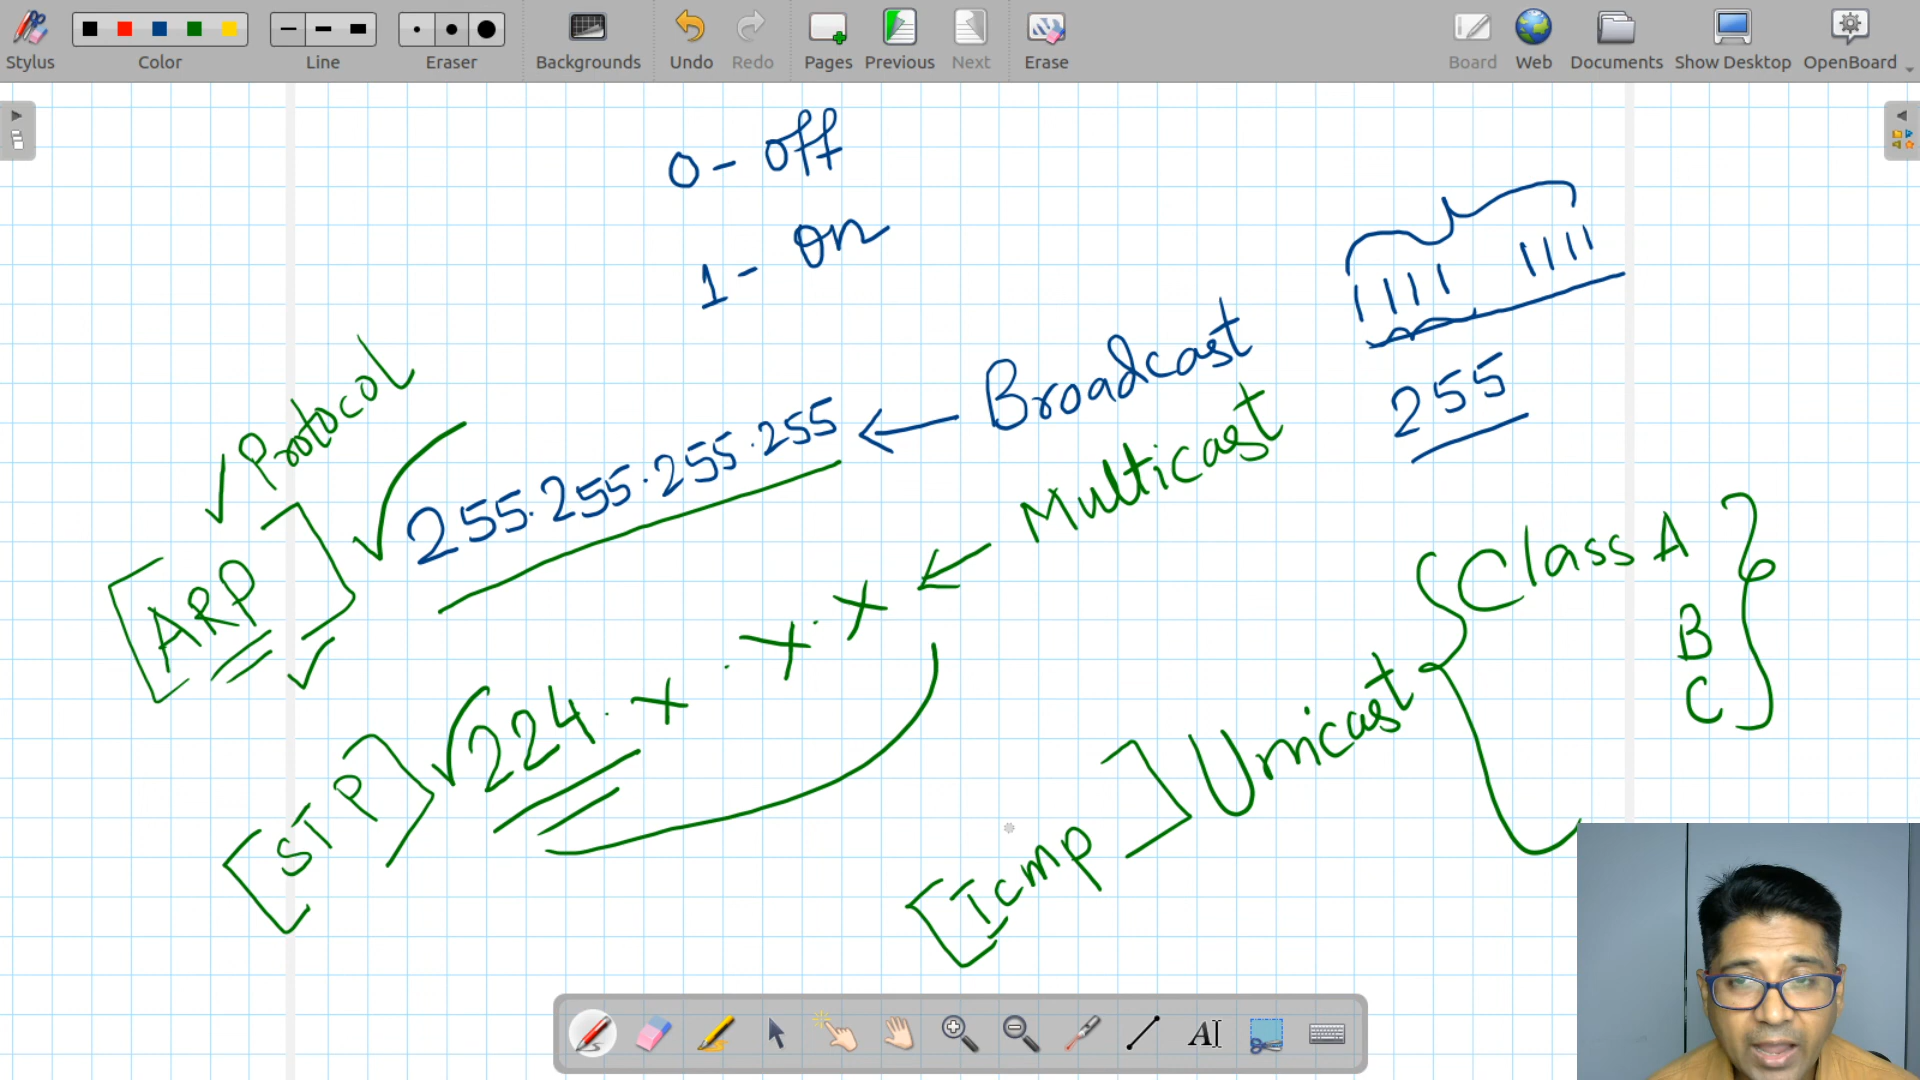 Stylus Color Line Eraser Backgrounds Undo Redo Pages Previous Next Erase Board Web Documents Show Desktop OpenBoard
0 - off
1 - on
1111 1111
255
Broadcast
255.255.255.255
Protocol
[ARP]
Multicast
224. X . X . X
[STP]
Unicast
Class A
B
C
[Icmp]
AI